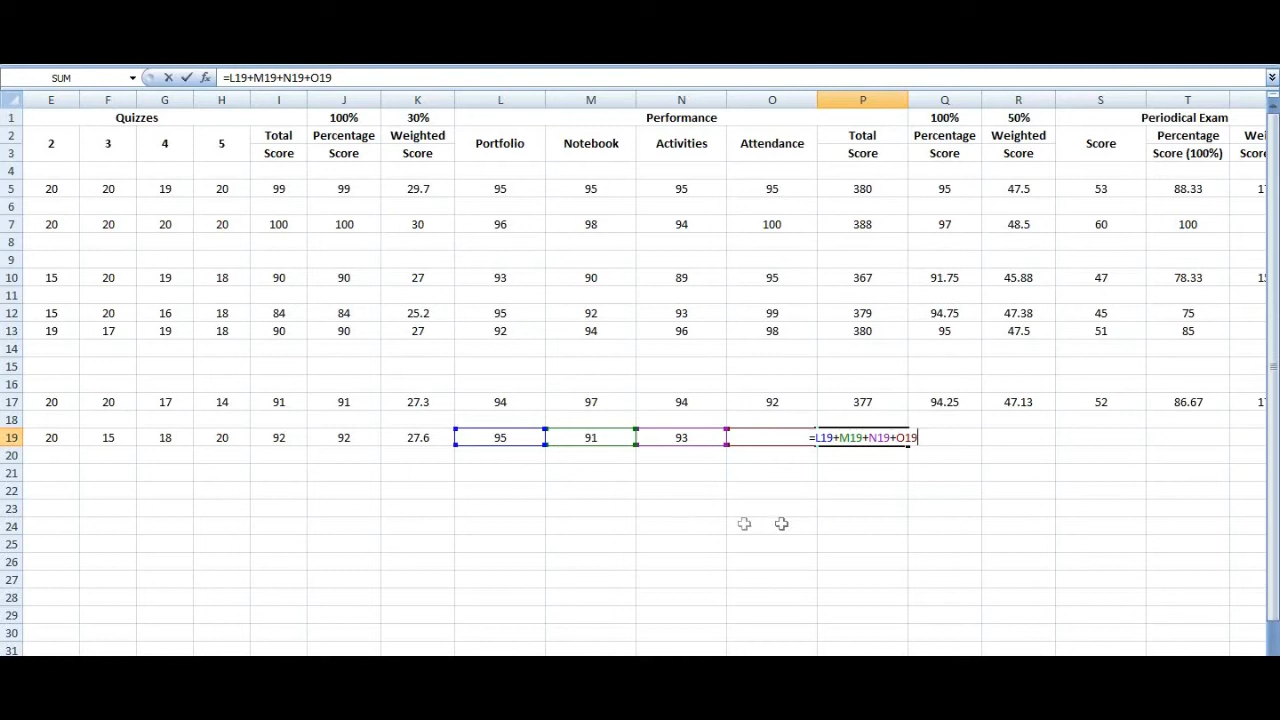 SUM =L19+M19+N19+O19
E F G H I J K L M N O P Q R S T
1 Quizzes 100% 30% Performance 100% 50% Periodical Exam
2 2 3 4 5 Total Percentage Weighted Portfolio Notebook Activities Attendance Total Percentage Weighted Score Percentage
3 Score Score Score Score Score Score Score (100%)
4
5 20 20 19 20 99 99 29.7 95 95 95 95 380 95 47.5 53 88.33
6
7 20 20 20 20 100 100 30 96 98 94 100 388 97 48.5 60 100
8
9
10 15 20 19 18 90 90 27 93 90 89 95 367 91.75 45.88 47 78.33
11
12 15 20 16 18 84 84 25.2 95 92 93 99 379 94.75 47.38 45 75
13 19 17 19 18 90 90 27 92 94 96 98 380 95 47.5 51 85
14
15
16
17 20 20 17 14 91 91 27.3 94 97 94 92 377 94.25 47.13 52 86.67
18
19 20 15 18 20 92 92 27.6 95 91 93 =L19+M19+N19+O19
20
21
22
23
24
25
26
27
28
29
30
31